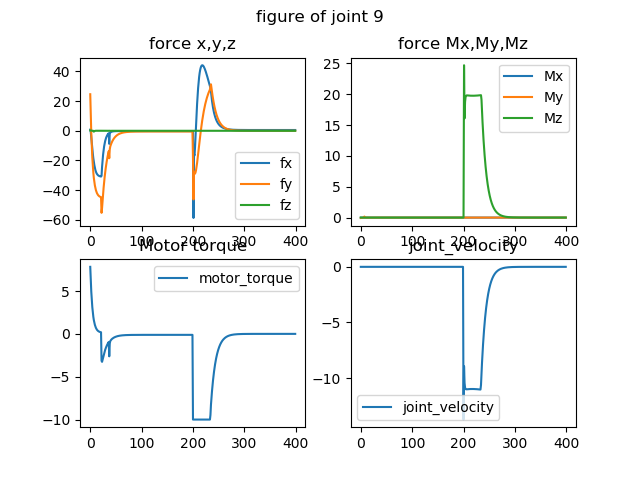 figure of joint 9
force x,y,z
40
20
0
−20
−40
−60
0 100 200 300 400
fx
fy
fz
force Mx,My,Mz
25
20
15
10
5
0
0 100 200 300 400
Mx
My
Mz
Motor torque
5
0
−5
−10
0 100 200 300 400
motor_torque
joint_velocity
0
−5
−10
0 100 200 300 400
joint_velocity